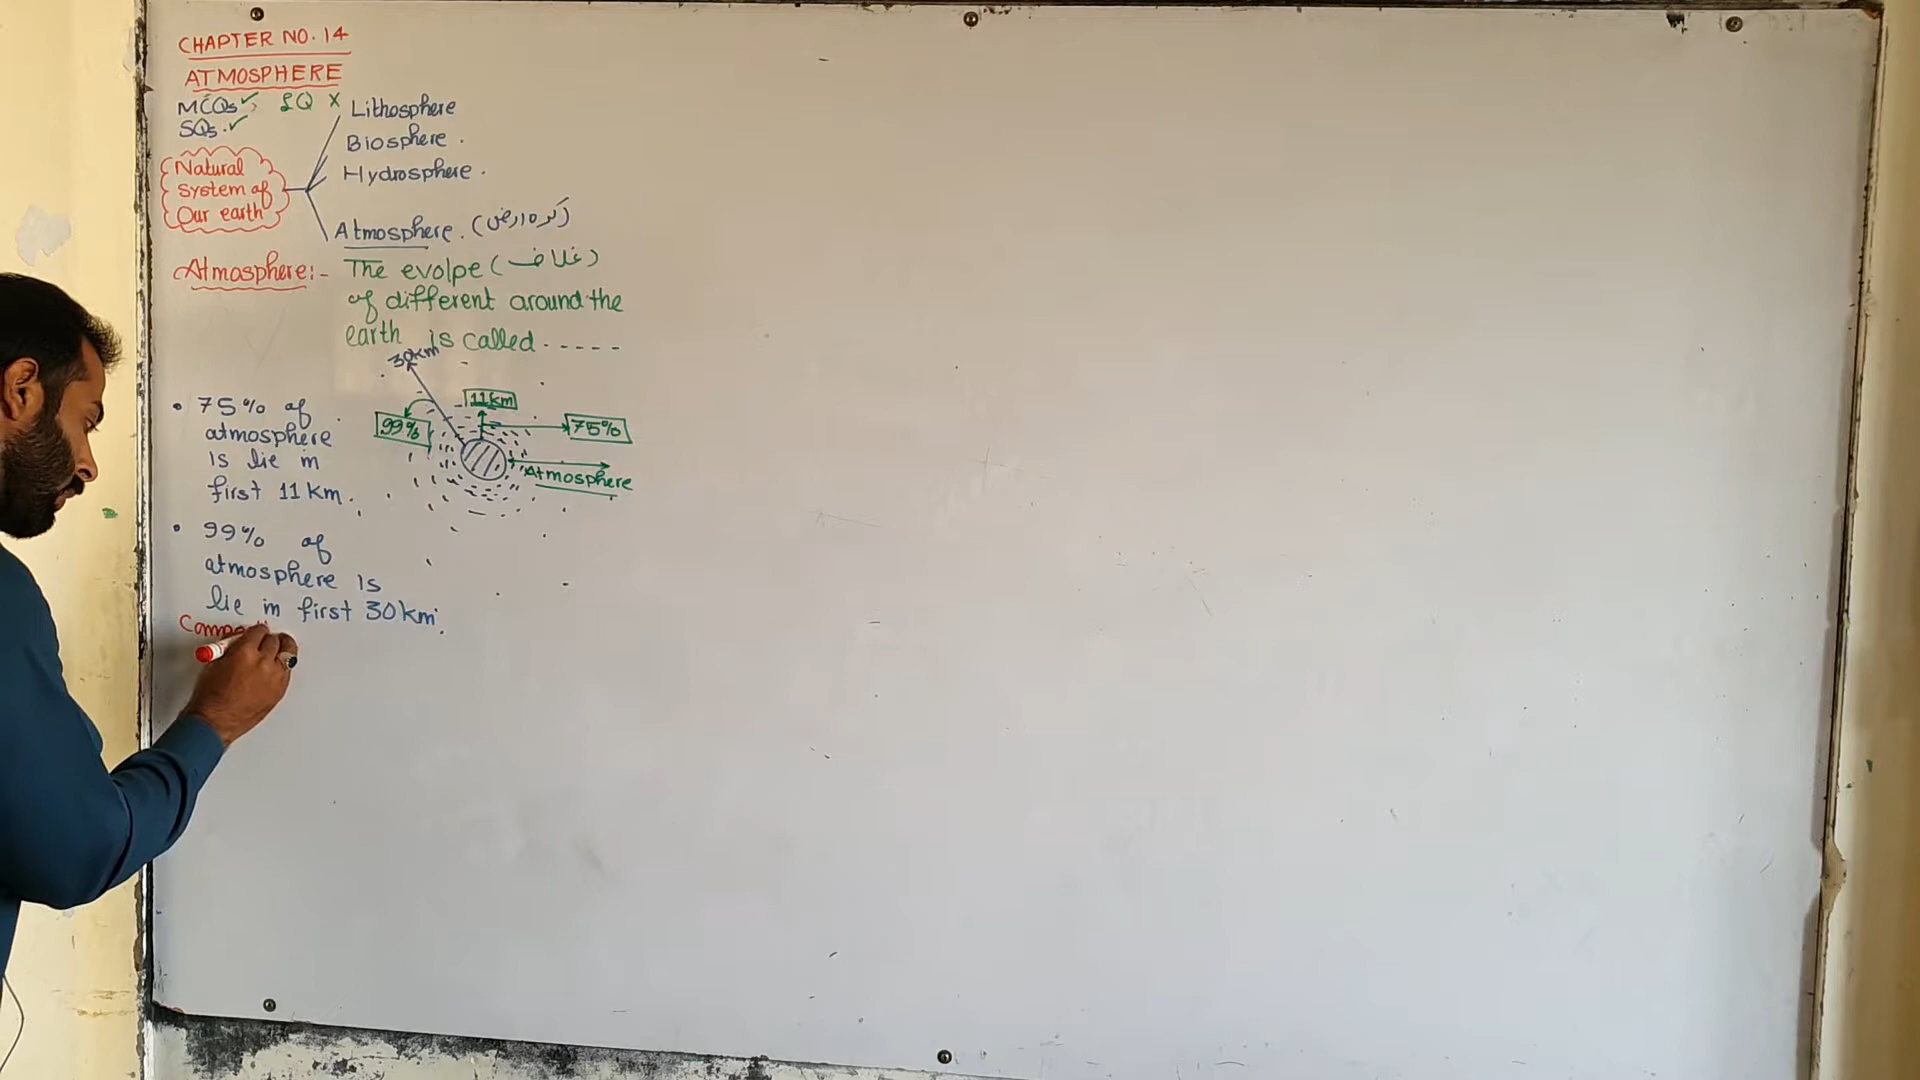 CHAPTER NO. 14
ATMOSPHERE
MCQs ✓, LQ X
SQs. ✓
Lithosphere
Biosphere.
Hydrosphere.
Natural
system of
Our earth
Atmosphere. (کرہ ارض)
Atmosphere:- The evolpe (غلاف)
of different around the
earth is called -----
30km
11km
99%
75%
Atmosphere
• 75% of
atmosphere
is lie in
first 11km.
• 99% of
atmosphere is
lie in first 30km.